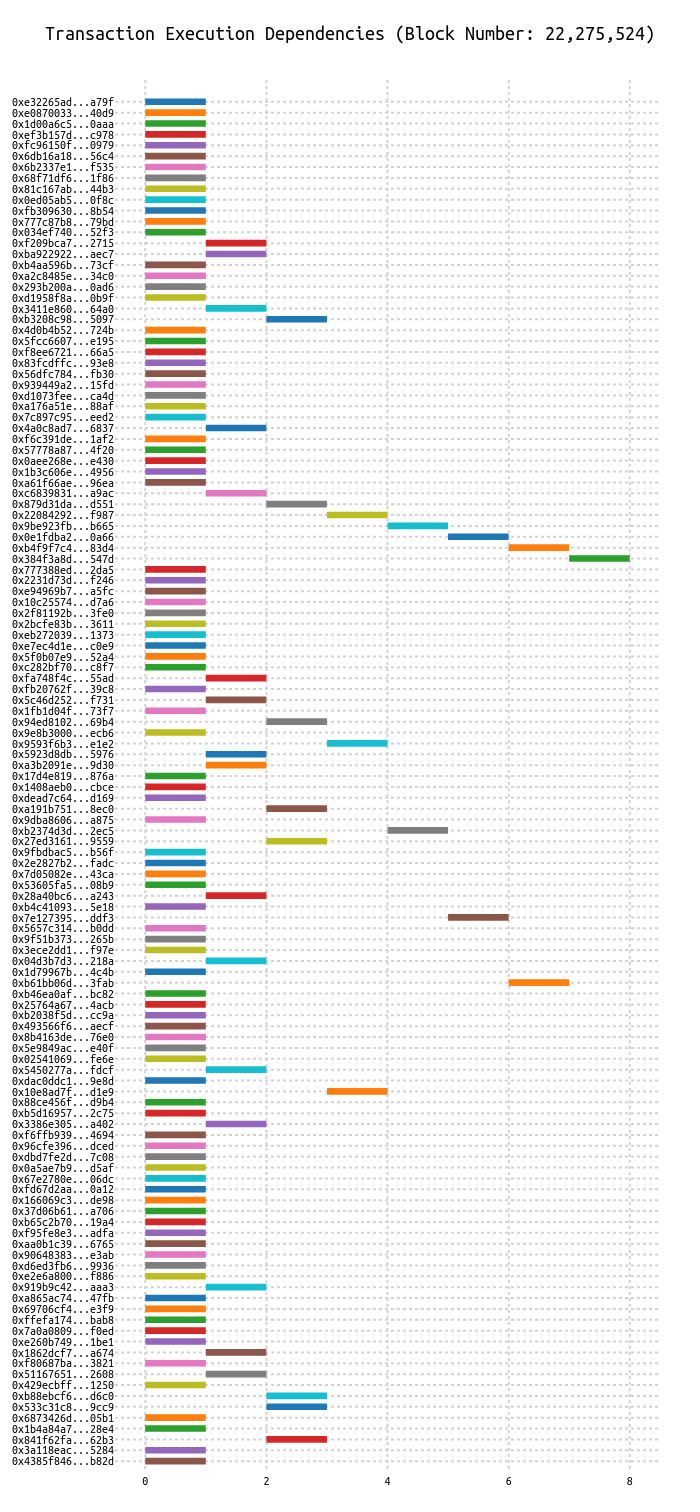 Transaction Execution Dependencies (Block Number: 22,275,524)
0xe32265ad...a79f
0xe0870033...40d9
0x1d00a6c5...0aaa
0xef3b157d...c978
0xfc96150f...0979
0x6db16a18...56c4
0x6b2337e1...f535
0x68f71df6...1f86
0x81c167ab...44b3
0x0ed05ab5...0f8c
0xfb309630...8b54
0x777c87b8...79bd
0x034ef740...52f3
0xf209bca7...2715
0xba922922...aec7
0xb4aa596b...73cf
0xa2c8485e...34c0
0x293b200a...0ad6
0xd1958f8a...0b9f
0x3411e860...64a0
0xb3208c98...5097
0x4d0b4b52...724b
0x5fcc6607...e195
0xf8ee6721...66a5
0x83fcdffc...93e8
0x56dfc784...fb30
0x939449a2...15fd
0xd1073fee...ca4d
0xa176a51e...88af
0x7c897c95...eed2
0x4a0c8ad7...6837
0xf6c391de...1af2
0x57778a87...4f20
0x0aee268e...e430
0x1b3c606e...4956
0xa61f66ae...96ea
0xc6839831...a9ac
0x879d31da...d551
0x22084292...f987
0x9be923fb...b665
0x0e1fdba2...0a66
0xb4f9f7c4...83d4
0x384f3a8d...547d
0x777388ed...2da5
0x2231d73d...f246
0xe94969b7...a5fc
0x10c25574...d7a6
0x2f81192b...3fe0
0x2bcfe83b...3611
0xeb272039...1373
0xe7ec4d1e...c0e9
0x5f0b07e9...52a4
0xc282bf70...c8f7
0xfa748f4c...55ad
0xfb20762f...39c8
0x5c46d252...f731
0x1fb1d04f...73f7
0x94ed8102...69b4
0x9e8b3000...ecb6
0x9593f6b3...e1e2
0x5923d8db...5976
0xa3b2091e...9d30
0x17d4e819...876a
0x1408aeb0...cbce
0xdead7c64...d169
0xa191b751...8ec0
0x9dba8606...a875
0xb2374d3d...2ec5
0x27ed3161...9559
0x9fbdbac5...b56f
0x2e2827b2...fadc
0x7d05082e...43ca
0x53605fa5...08b9
0x28a40bc6...a243
0xb4c41093...5e18
0x7e127395...ddf3
0x5657c314...b0dd
0x9f51b373...265b
0x3ece2dd1...f97e
0x04d3b7d3...218a
0x1d79967b...4c4b
0xb61bb06d...3fab
0xb46ea0af...bc82
0x25764a67...4acb
0xb2038f5d...cc9a
0x493566f6...aecf
0x8b4163de...76e0
0x5e9849ac...e40f
0x02541069...fe6e
0x5450277a...fdcf
0xdac0ddc1...9e8d
0x10e8ad7f...d1e9
0x88ce456f...d9b4
0xb5d16957...2c75
0x3386e305...a402
0xf6ffb939...4694
0x96cfe396...dced
0xdbd7fe2d...7c08
0x0a5ae7b9...d5af
0x67e2780e...06dc
0xfd67d2aa...0a12
0x166069c3...de98
0x37d06b61...a706
0xb65c2b70...19a4
0xf95fe8e3...adfa
0xaa0b1c39...6765
0x90648383...e3ab
0xd6ed3fb6...9936
0xe2e6a800...f886
0x919b9c42...aaa3
0xa865ac74...47fb
0x69706cf4...e3f9
0xffefa174...bab8
0x7a0a0809...f0ed
0xe260b749...1be1
0x1862dcf7...a674
0xf80687ba...3821
0x51167651...2608
0x429ecbff...1250
0xb88ebcf6...d6c0
0x533c31c8...9cc9
0x6873426d...05b1
0x1b4a84a7...28e4
0x841f62fa...62b3
0x3a118eac...5284
0x4385f846...b82d
0 2 4 6 8